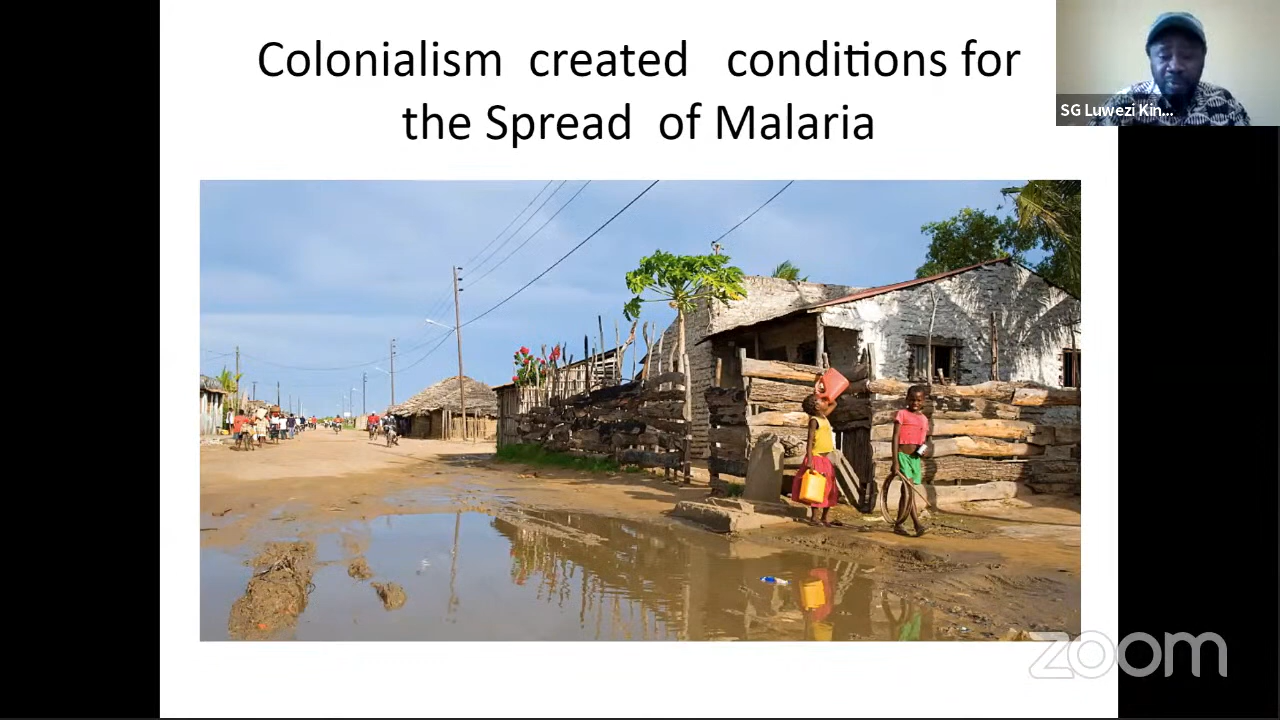 Colonialism created conditions for
the Spread of Malaria
SG Luwezi Kin...
zoom